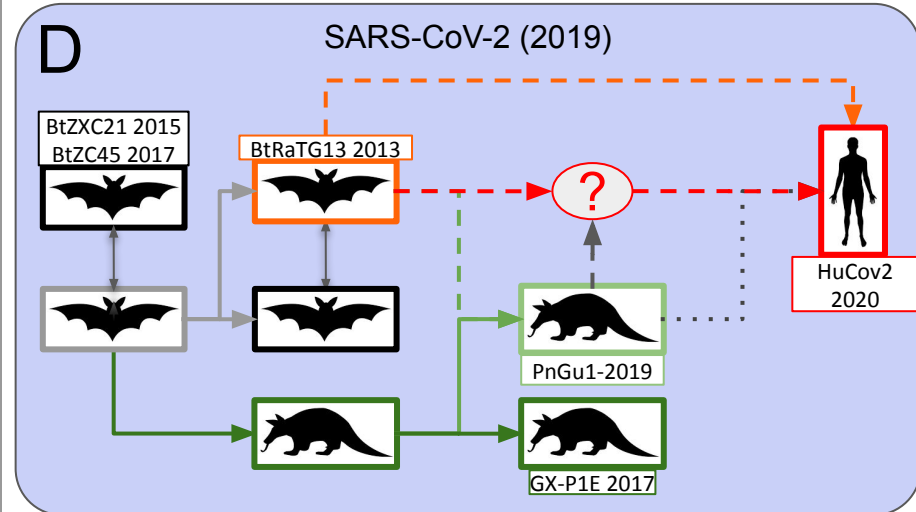 D
SARS-CoV-2 (2019)
BtZXC21 2015
BtZC45 2017
BtRaTG13 2013
?
HuCov2
2020
PnGu1-2019
GX-P1E 2017